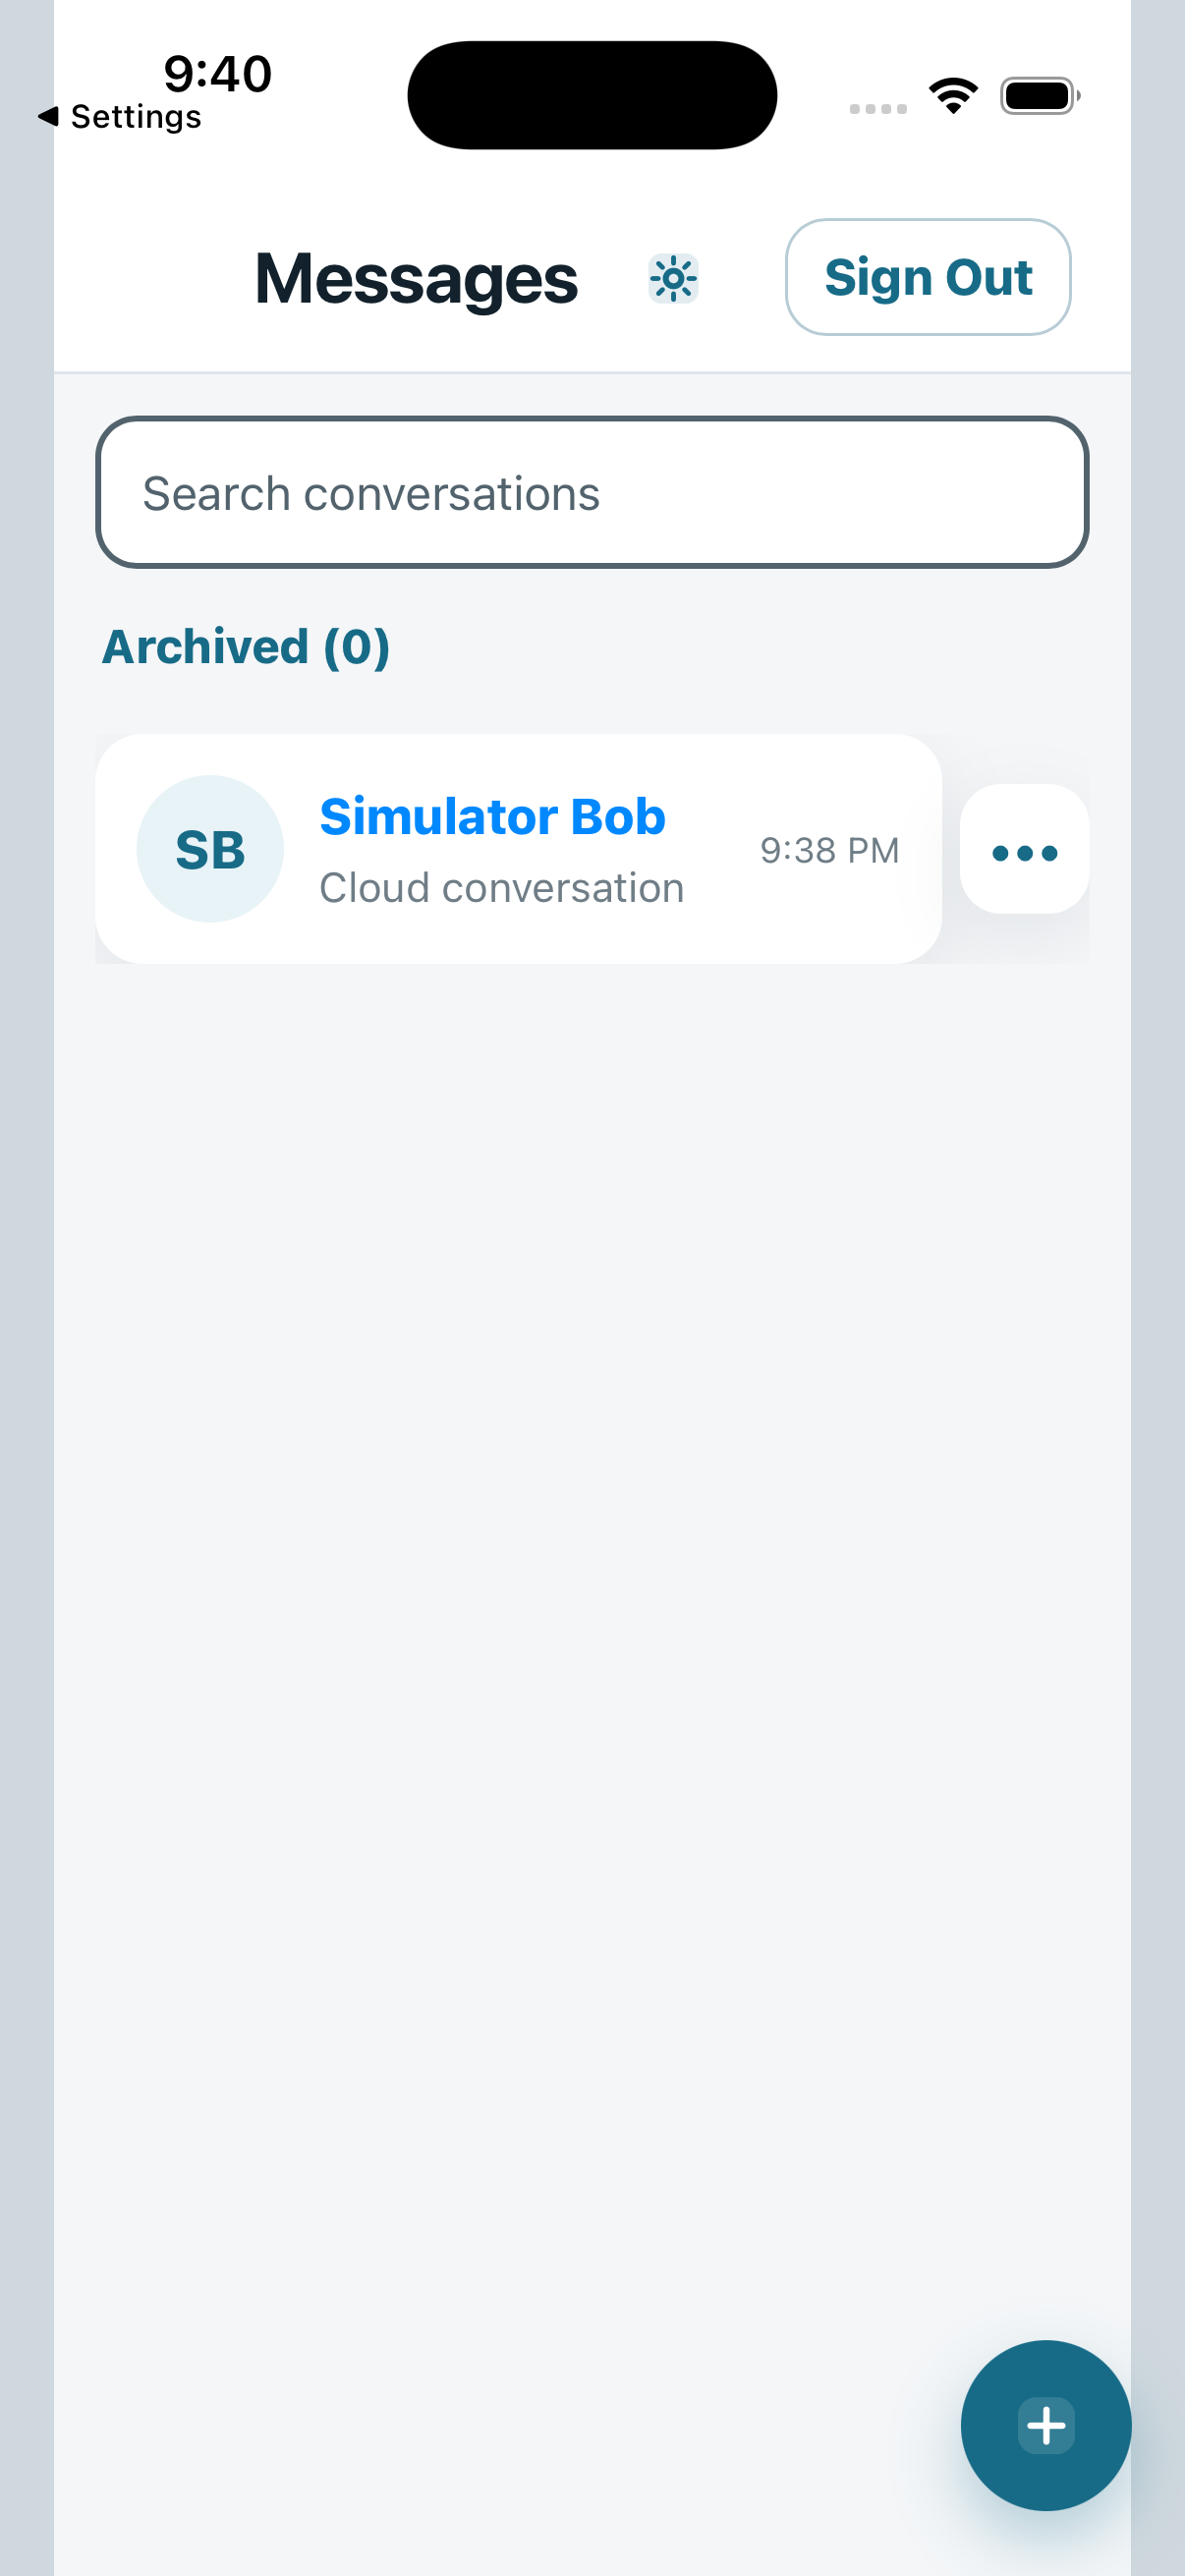 9:40
Settings
Messages
Sign Out
Search conversations
Archived (0)
SB
Simulator Bob
Cloud conversation
9:38 PM